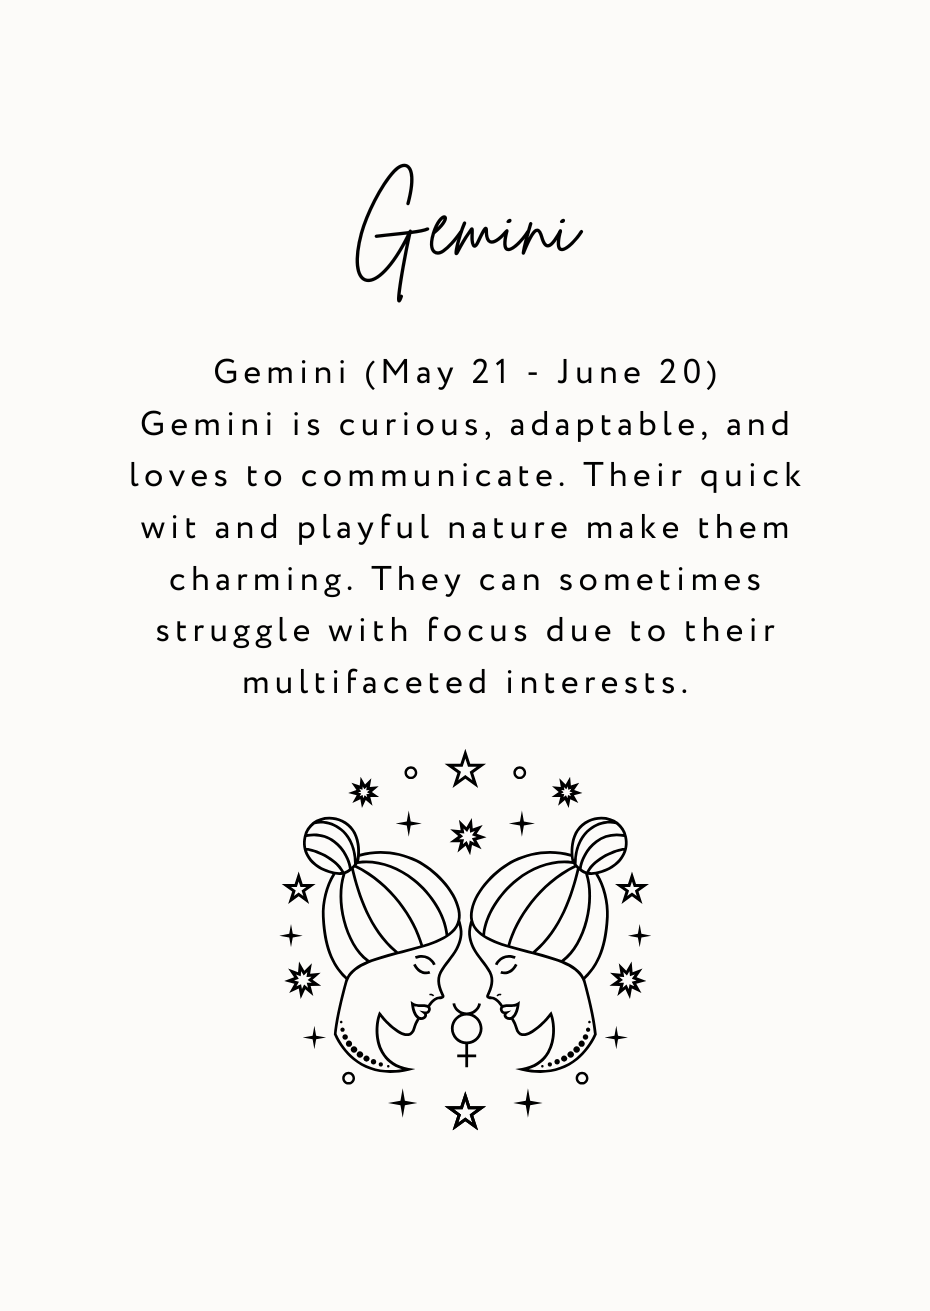 Gemini
Gemini (May 21 - June 20)
Gemini is curious, adaptable, and
loves to communicate. Their quick
wit and playful nature make them
charming. They can sometimes
struggle with focus due to their
multifaceted interests.